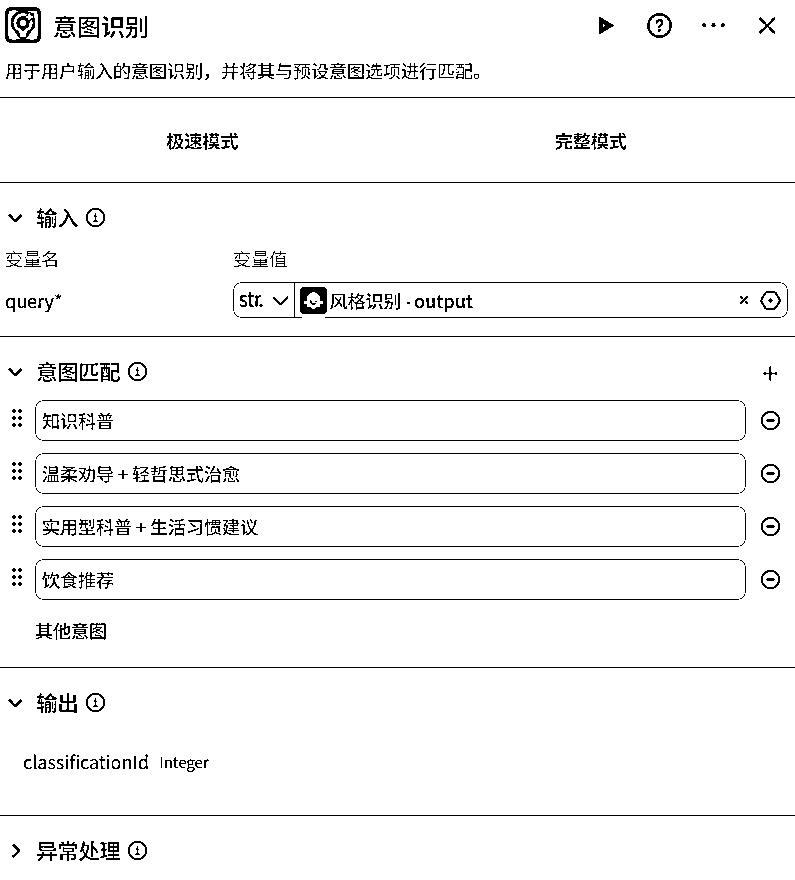 意图识别
用于用户输入的意图识别，并将其与预设意图选项进行匹配。
极速模式 完整模式
输入
变量名 变量值
query* str. 风格识别 - output
意图匹配
知识科普
温柔劝导 + 轻哲思式治愈
实用型科普 + 生活习惯建议
饮食推荐
其他意图
输出
classificationId Integer
异常处理